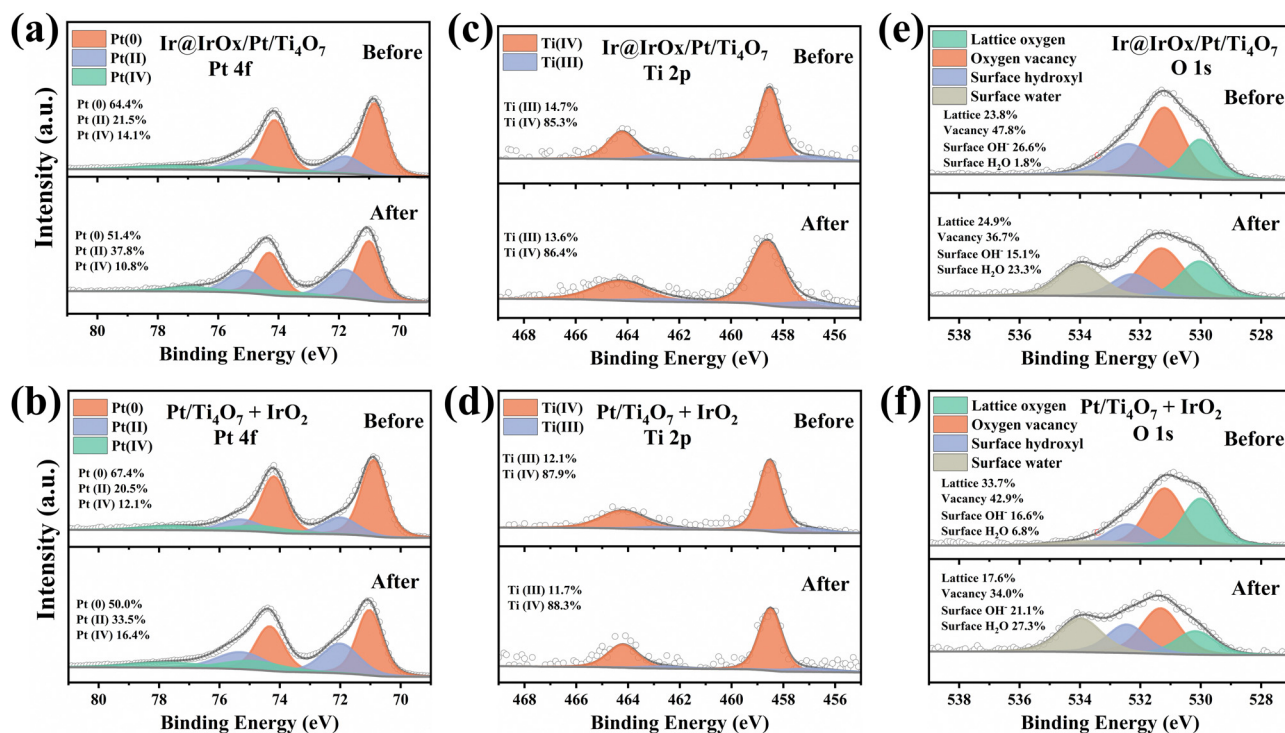 (a)
Pt(0)
Pt(II)
Pt(IV)
Ir@IrOx/Pt/Ti₄O₇
Pt 4f
Before
Pt (0) 64.4%
Pt (II) 21.5%
Pt (IV) 14.1%
After
Pt (0) 51.4%
Pt (II) 37.8%
Pt (IV) 10.8%
Intensity (a.u.)
80 78 76 74 72 70
Binding Energy (eV)
(c)
Ti(IV)
Ti(III)
Ir@IrOx/Pt/Ti₄O₇
Ti 2p
Before
Ti (III) 14.7%
Ti (IV) 85.3%
After
Ti (III) 13.6%
Ti (IV) 86.4%
468 466 464 462 460 458 456
Binding Energy (eV)
(e)
Lattice oxygen
Oxygen vacancy
Surface hydroxyl
Surface water
Ir@IrOx/Pt/Ti₄O₇
O 1s
Before
Lattice 23.8%
Vacancy 47.8%
Surface OH⁻ 26.6%
Surface H₂O 1.8%
After
Lattice 24.9%
Vacancy 36.7%
Surface OH⁻ 15.1%
Surface H₂O 23.3%
538 536 534 532 530
Binding Energy (eV)
(b)
Pt(0)
Pt(II)
Pt(IV)
Pt/Ti₄O₇ + IrO₂
Pt 4f
Before
Pt (0) 67.4%
Pt (II) 20.5%
Pt (IV) 12.1%
After
Pt (0) 50.0%
Pt (II) 33.5%
Pt (IV) 16.4%
Intensity (a.u.)
80 78 76 74 72 70
Binding Energy (eV)
(d)
Ti(IV)
Ti(III)
Pt/Ti₄O₇ + IrO₂
Ti 2p
Before
Ti (III) 12.1%
Ti (IV) 87.9%
After
Ti (III) 11.7%
Ti (IV) 88.3%
468 466 464 462 460 458 456
Binding Energy (eV)
(f)
Lattice oxygen
Oxygen vacancy
Surface hydroxyl
Surface water
Pt/Ti₄O₇ + IrO₂
O 1s
Before
Lattice 33.7%
Vacancy 42.9%
Surface OH⁻ 16.6%
Surface H₂O 6.8%
After
Lattice 17.6%
Vacancy 34.0%
Surface OH⁻ 21.1%
Surface H₂O 27.3%
538 536 534 532 530
Binding Energy (eV)